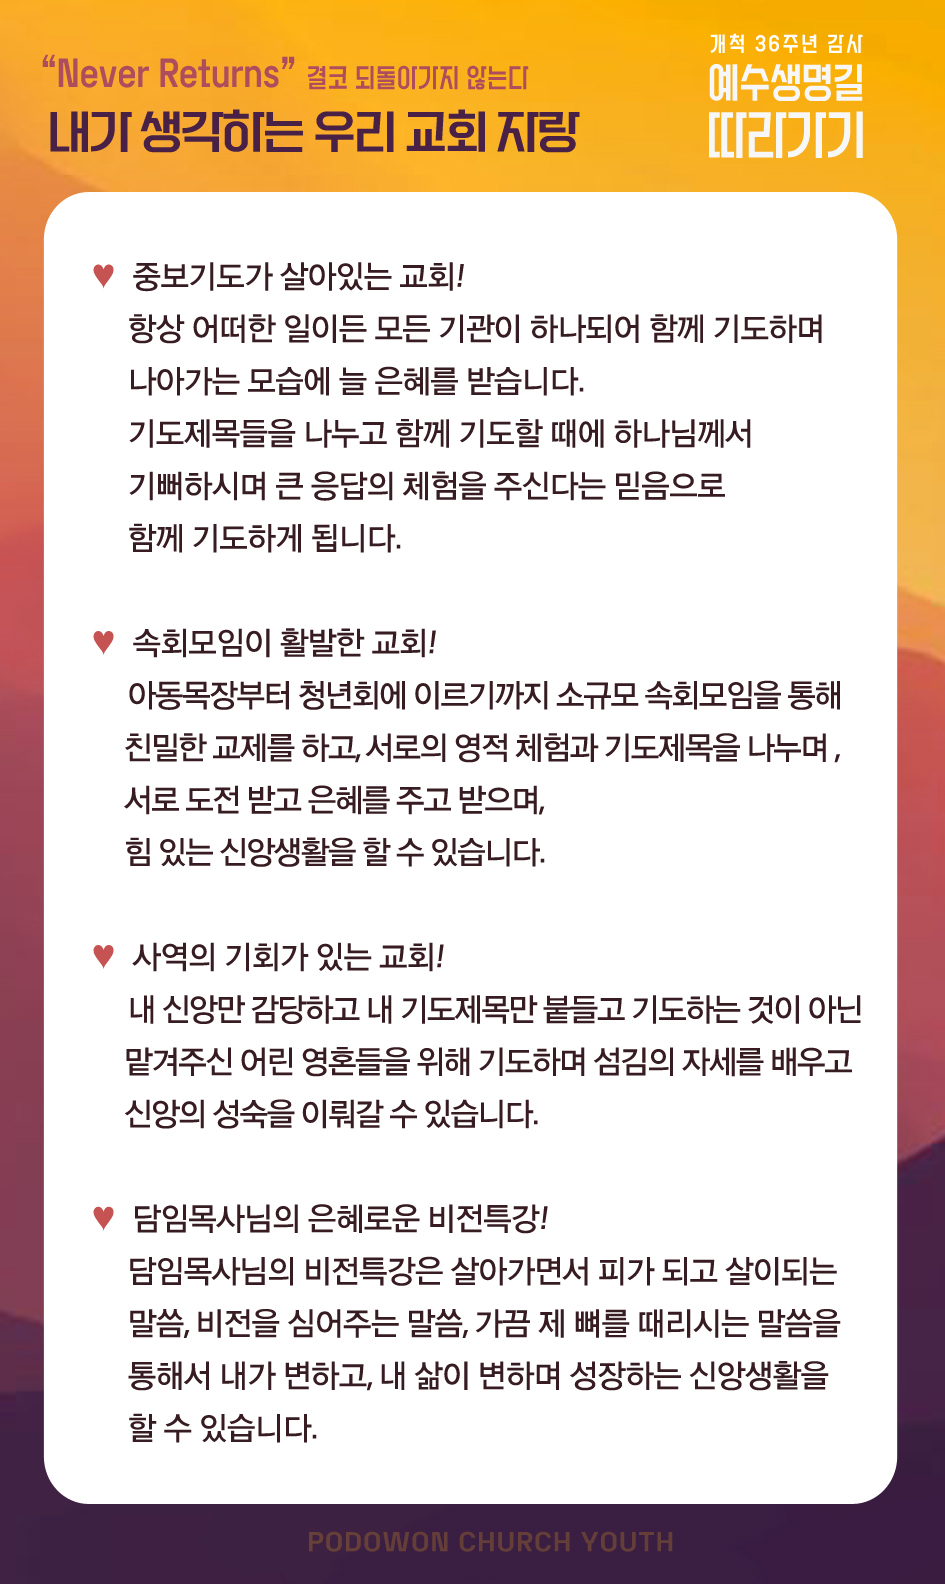 “Never Returns” 결코 되돌아가지 않는다
내가 생각하는 우리 교회 자랑
개척 36주년 감사
예수생명길
따라가기
♥ 중보기도가 살아있는 교회!
항상 어떠한 일이든 모든 기관이 하나되어 함께 기도하며
나아가는 모습에 늘 은혜를 받습니다.
기도제목들을 나누고 함께 기도할 때에 하나님께서
기뻐하시며 큰 응답의 체험을 주신다는 믿음으로
함께 기도하게 됩니다.
♥ 속회모임이 활발한 교회!
아동목장부터 청년회에 이르기까지 소규모 속회모임을 통해
친밀한 교제를 하고, 서로의 영적 체험과 기도제목을 나누며 ,
서로 도전 받고 은혜를 주고 받으며,
힘 있는 신앙생활을 할 수 있습니다.
♥ 사역의 기회가 있는 교회!
내 신앙만 감당하고 내 기도제목만 붙들고 기도하는 것이 아닌
맡겨주신 어린 영혼들을 위해 기도하며 섬김의 자세를 배우고
신앙의 성숙을 이뤄갈 수 있습니다.
♥ 담임목사님의 은혜로운 비전특강!
담임목사님의 비전특강은 살아가면서 피가 되고 살이되는
말씀, 비전을 심어주는 말씀, 가끔 제 뼈를 때리시는 말씀을
통해서 내가 변하고, 내 삶이 변하며 성장하는 신앙생활을
할 수 있습니다.
PODOWON CHURCH YOUTH